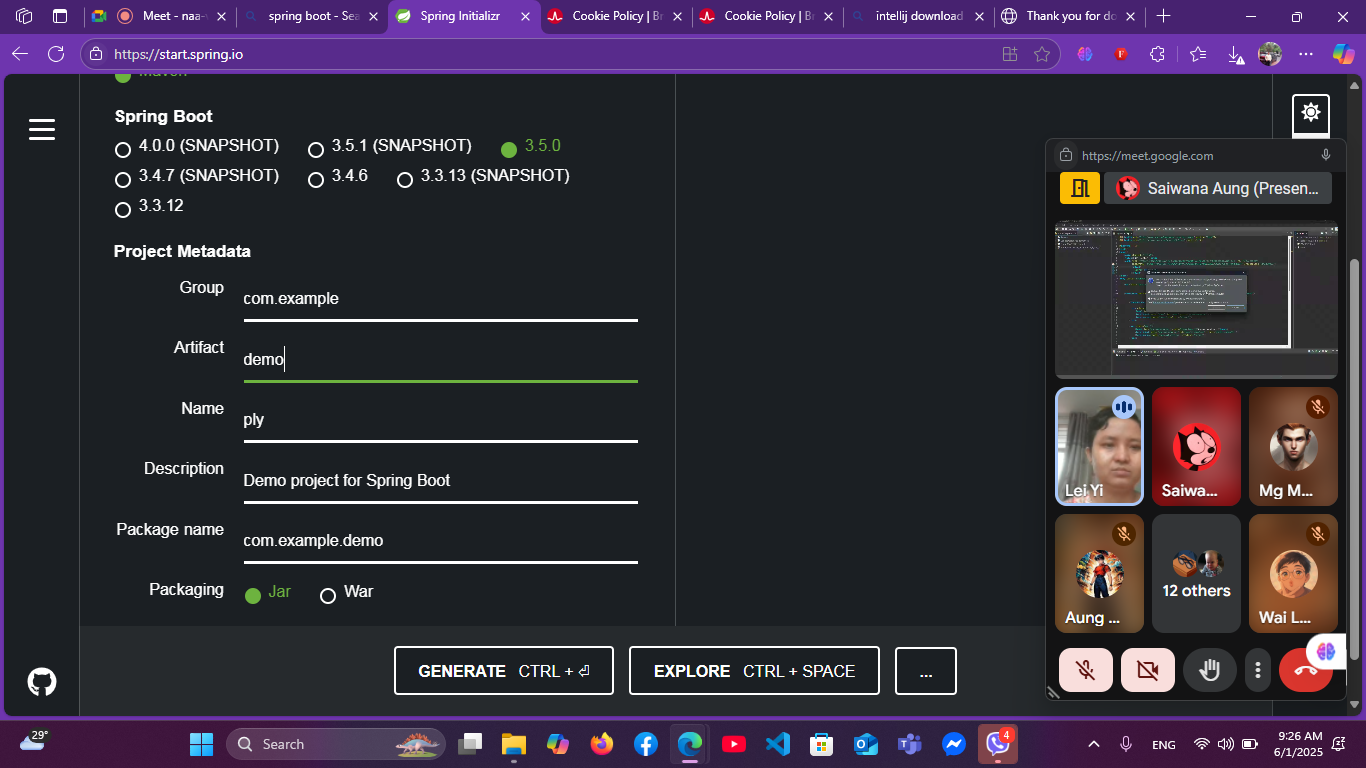 Meet - naa-
spring boot - Sea
Spring Initializr
Cookie Policy | Br
Cookie Policy | Br
intellij download
Thank you for do
https://start.spring.io
Maven
Spring Boot
4.0.0 (SNAPSHOT)
3.5.1 (SNAPSHOT)
3.5.0
3.4.7 (SNAPSHOT)
3.4.6
3.3.13 (SNAPSHOT)
3.3.12
Project Metadata
Group
com.example
Artifact
demo
Name
ply
Description
Demo project for Spring Boot
Package name
com.example.demo
Packaging
Jar
War
GENERATE CTRL + ⏎
EXPLORE CTRL + SPACE
...
https://meet.google.com
Saiwana Aung (Presen...
Lei Yi
Saiwa...
Mg M...
Aung ...
12 others
Wai L...
29°
Search
4
ENG
9:26 AM
6/1/2025